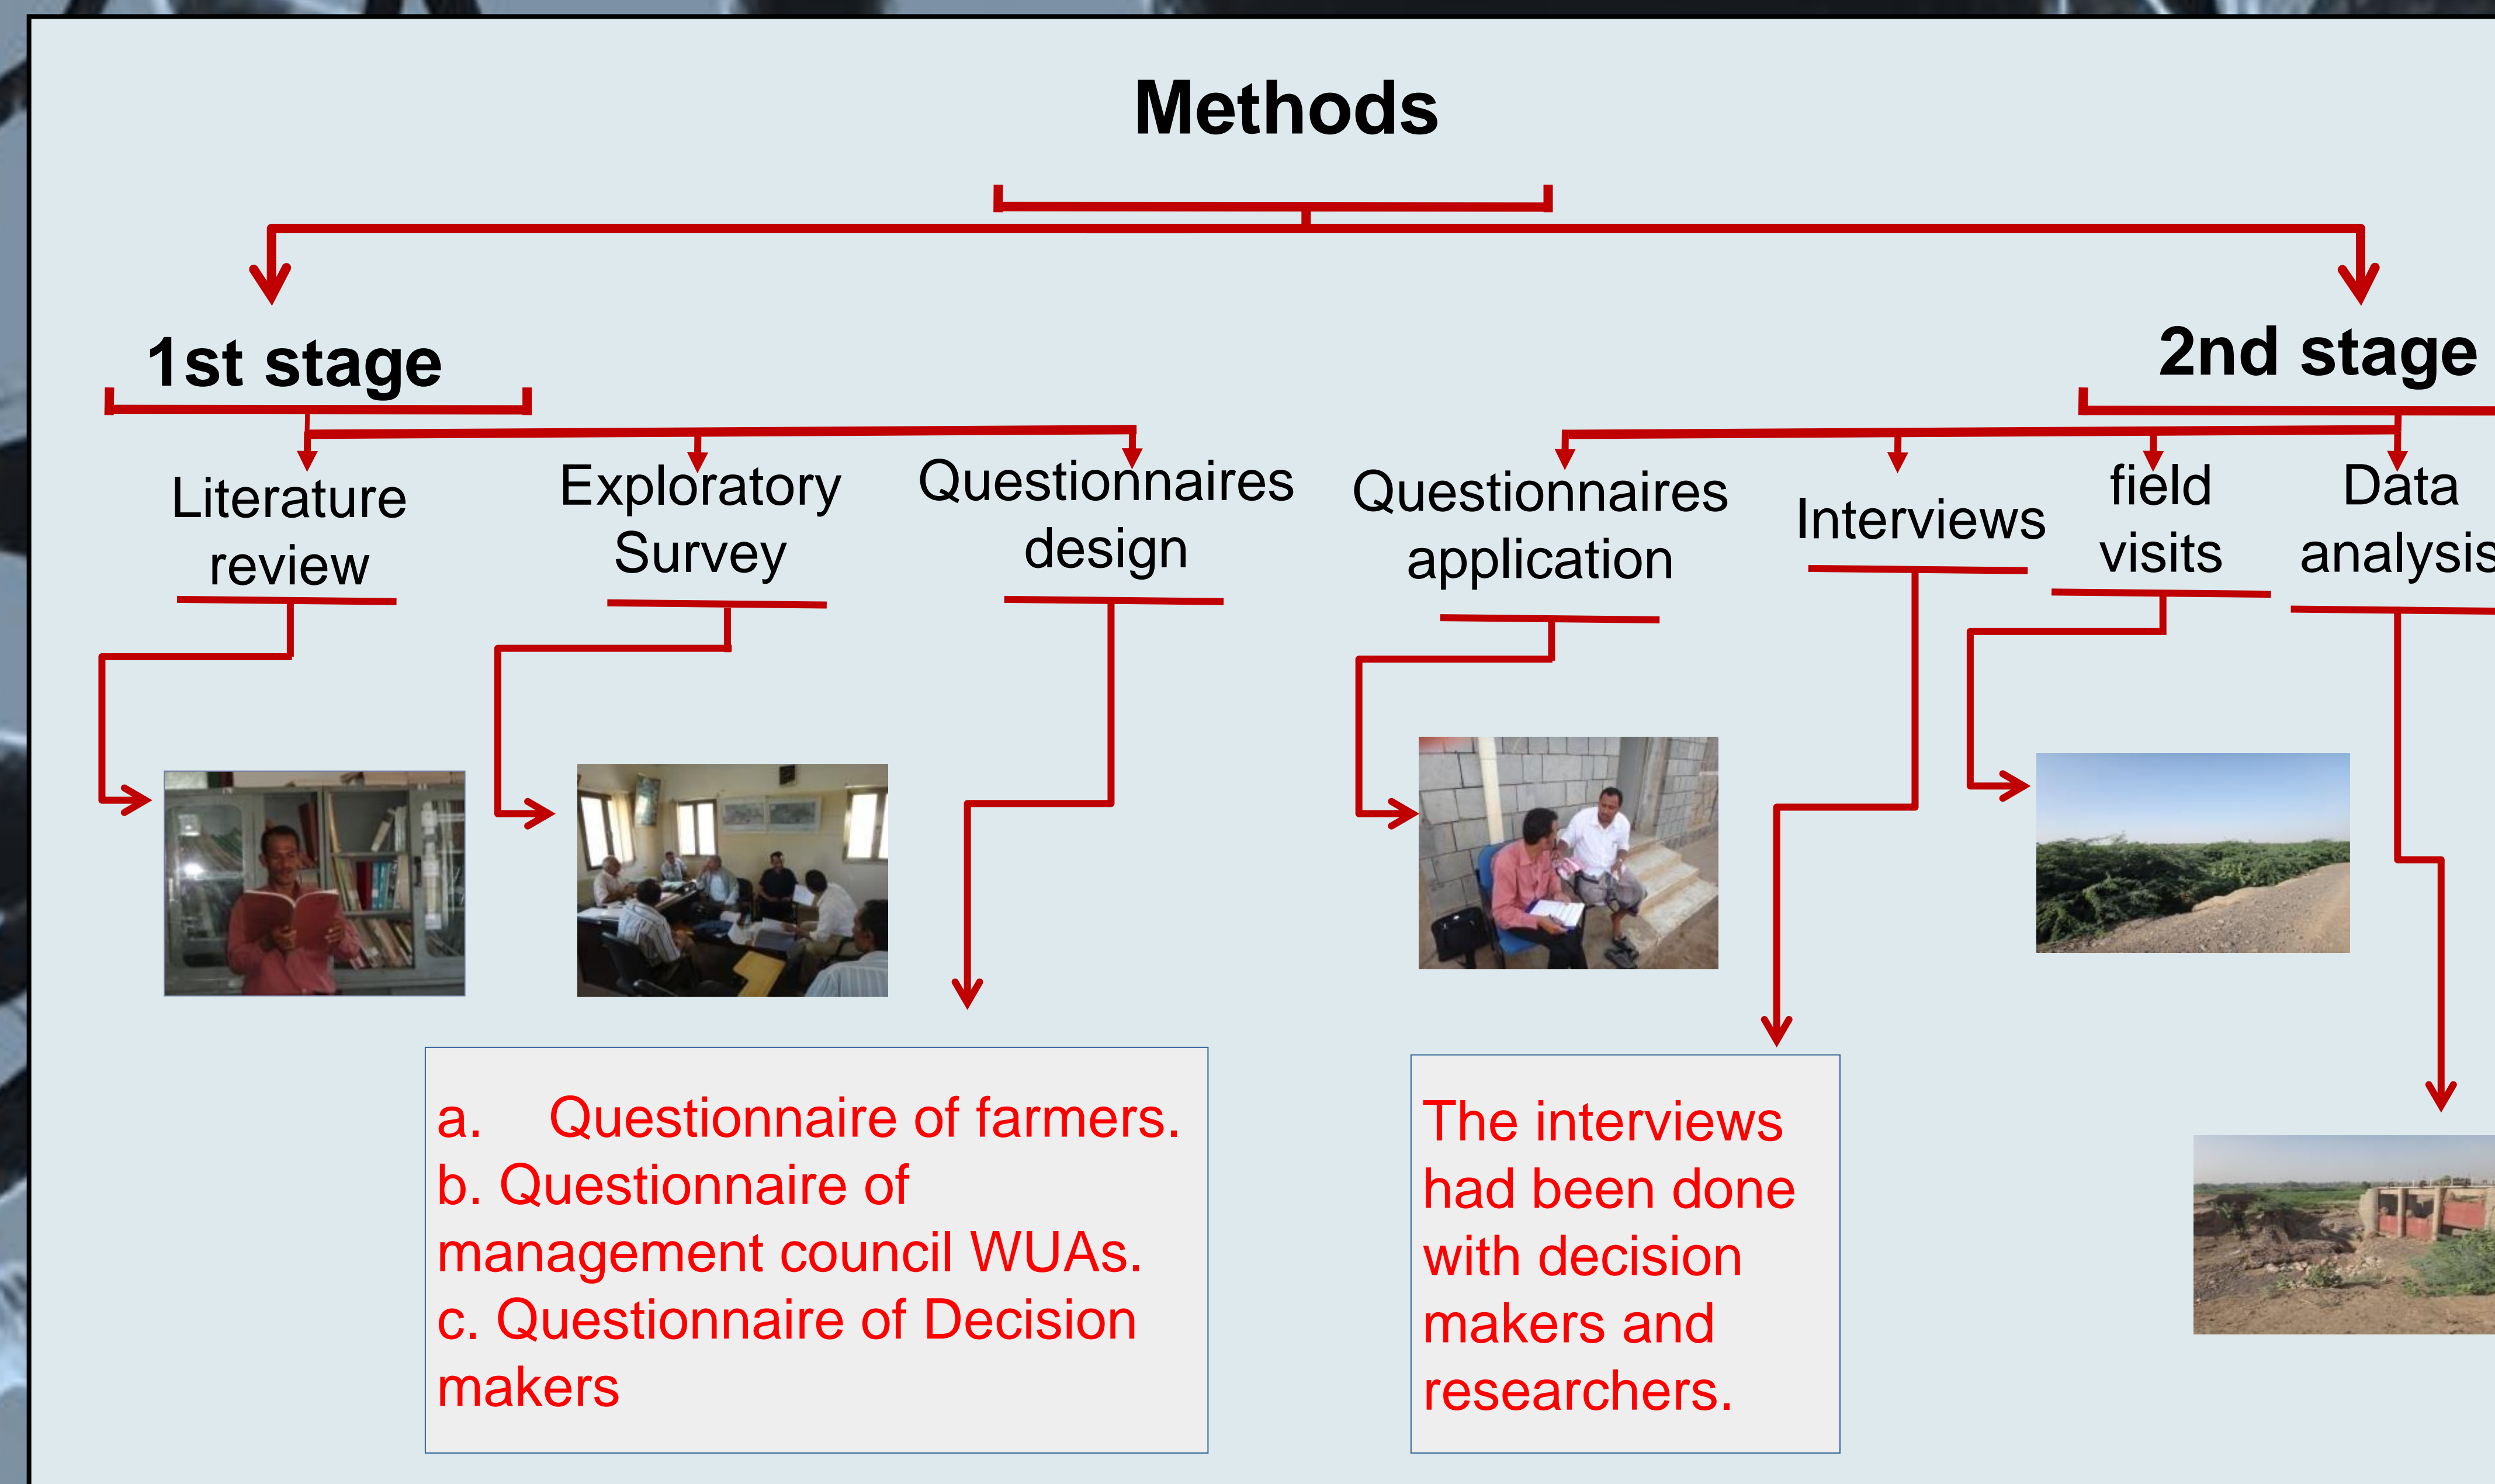 Methods
1st stage
2nd stage
Literature
review
Exploratory
Survey
Questionnaires
design
Questionnaires
application
Interviews
field
visits
Data
analysis
a. Questionnaire of farmers.
b. Questionnaire of
management council WUAs.
c. Questionnaire of Decision
makers
The interviews
had been done
with decision
makers and
researchers.